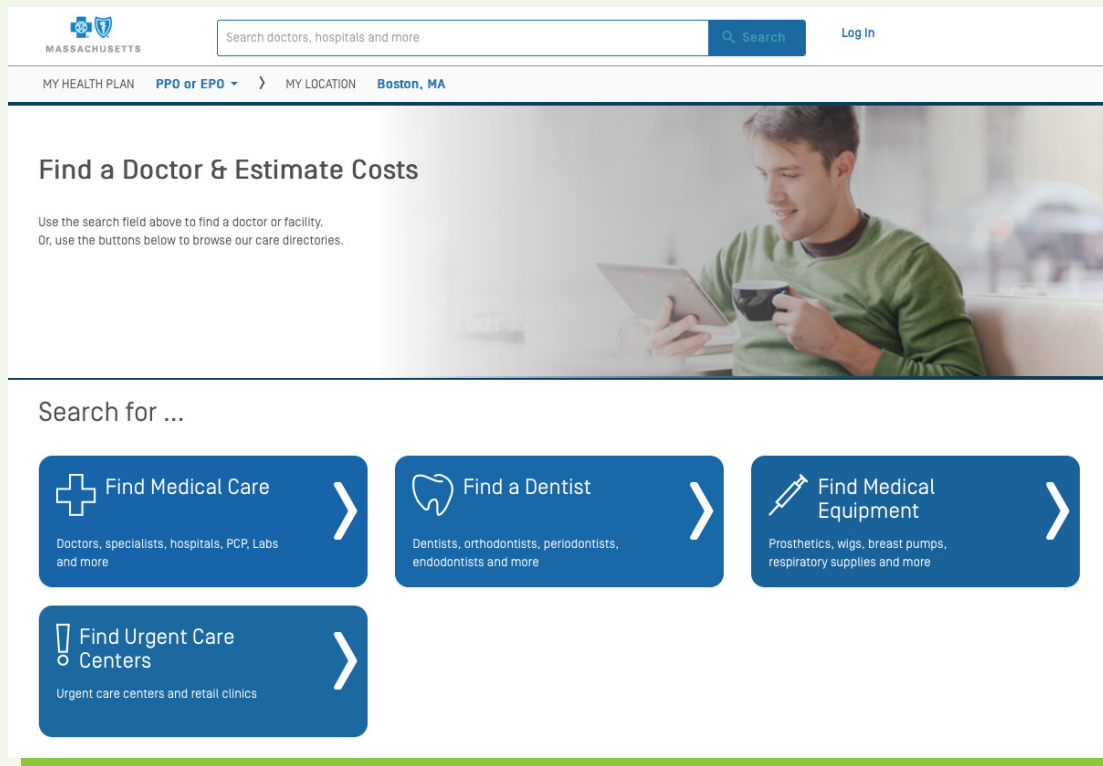 MASSACHUSETTS
Search doctors, hospitals and more
Search
Log In
MY HEALTH PLAN PPO or EPO MY LOCATION Boston, MA
Find a Doctor & Estimate Costs
Use the search field above to find a doctor or facility.
Or, use the buttons below to browse our care directories.
Search for ...
Find Medical Care
Doctors, specialists, hospitals, PCP, Labs
and more
Find a Dentist
Dentists, orthodontists, periodontists,
endodontists and more
Find Medical
Equipment
Prosthetics, wigs, breast pumps,
respiratory supplies and more
Find Urgent Care
Centers
Urgent care centers and retail clinics